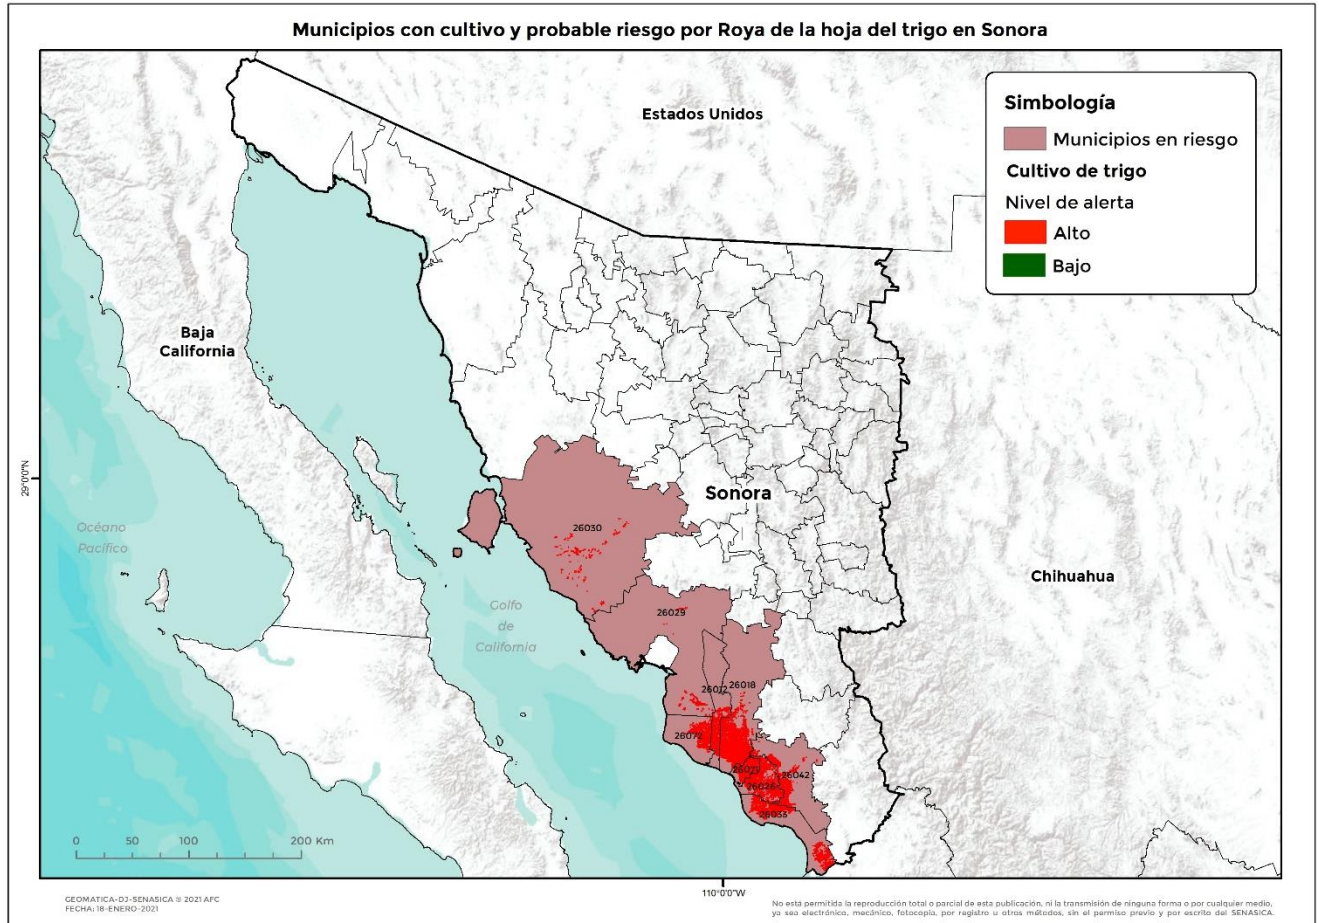 Municipios con cultivo y probable riesgo por Roya de la hoja del trigo en Sonora
Estados Unidos
Simbología
Municipios en riesgo
Cultivo de trigo
Nivel de alerta
Alto
Bajo
Baja
California
29°0'0"N
Sonora
Océano
Pacífico
26030
Chihuahua
Golfo
de
California
26029
26012
26018
26072
26042
26026
26033
0 50 100 200 Km
110°0'0"W
GEOMATICA-DJ-SENASICA © 2021 AFC
FECHA: 18-ENERO-2021
No está permitida la reproducción total o parcial de esta publicación, ni la transmisión de ninguna forma o por cualquier medio,
ya sea electrónico, mecánico, fotocopia, por registro u otros métodos, sin el permiso previo y por escrito del SENASICA.